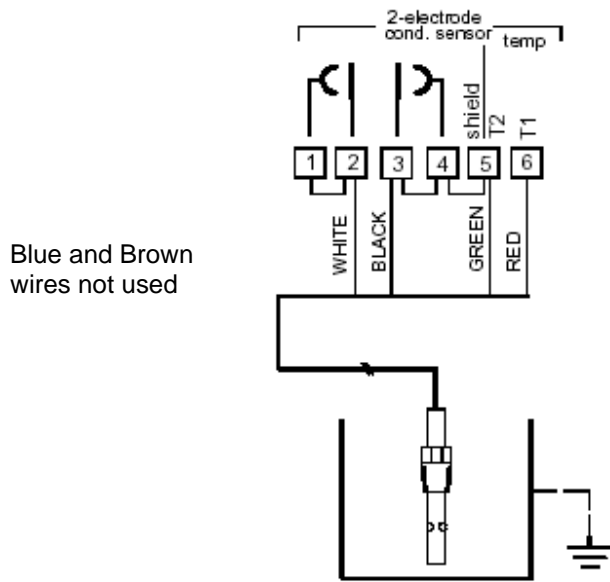 2-electrode
cond. sensor
temp
shield
T2
T1
1 2 3 4 5 6
WHITE
BLACK
GREEN
RED
Blue and Brown
wires not used